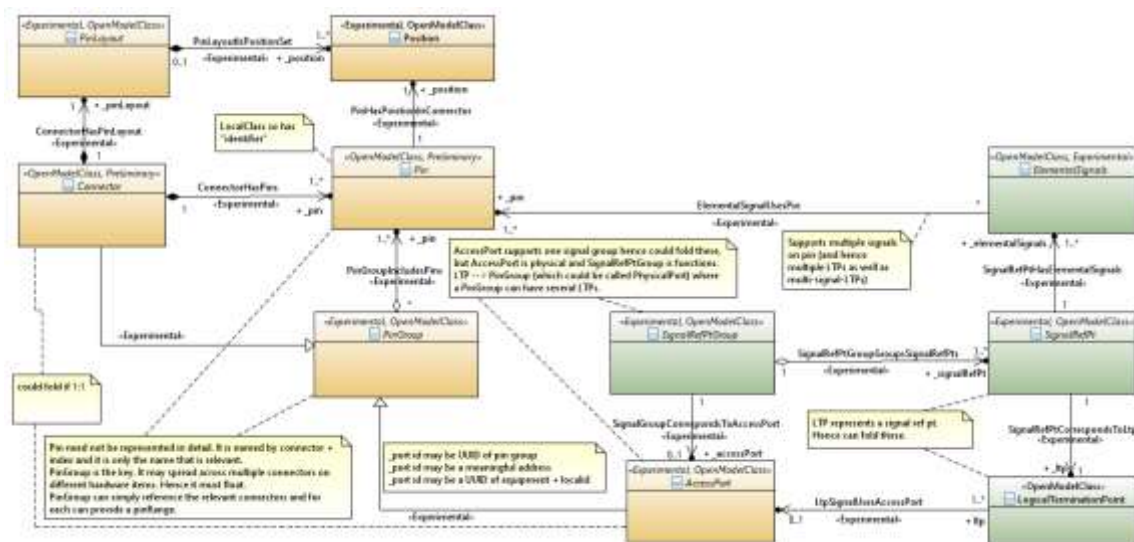 «Experimental, OpenModelClass»
PinLayout
PinLayoutIsPositionSet
«Experimental»
0..1
1..*
+ _position
«Experimental, OpenModelClass»
Position
1
+ _pinLayout
ConnectorHasPinLayout
«Experimental»
1
+ _position
PinHasPositionInConnector
«Experimental»
1
LocalClass so has
"identifier"
«OpenModelClass, Preliminary»
Connector
ConnectorHasPins
«Experimental»
1
1..*
+ _pin
«OpenModelClass, Preliminary»
Pin
+ _pin
1..*
ElementalSignalUsesPin
«Experimental»
*
«OpenModelClass, Experimental»
ElementalSignals
1..*
+ _pin
PinGroupIncludesPins
«Experimental»
*
AccessPort supports one signal group hence could fold these,
but AccessPort is physical and SignalRefPtGroup is functional.
LTP --> PinGroup (which could be called PhysicalPort) where
a PinGroup can have several LTPs.
Supports multiple signals
on pin (and hence
multiple LTPs as well as
multi-signal-LTPs)
+ _elementalSignals
1..*
SignalRefPtHasElementalSignals
«Experimental»
1
«Experimental»
«Experimental, OpenModelClass»
PinGroup
«Experimental, OpenModelClass»
SignalRefPtGroup
SignalRefPtGroupGroupsSignalRefPts
«Experimental»
1
1..*
+ _signalRefPt
«Experimental, OpenModelClass»
SignalRefPt
could fold if 1:1
Pin need not be represented in detail. It is named by connector +
index and it is only the name that is relevant.
PinGroup is the key. It may spread across multiple connectors on
different hardware items. Hence it must float.
PinGroup can simply reference the relevant connectors and for
each can provide a pinRange.
_port id may be UUID of pin group
_port id may be a meaningful address
_port id may be a UUID of equipment + localId
1
SignalGroupCorrespondsToAccessPort
«Experimental»
0..1
+ _accessPort
LTP represents a signal ref pt.
Hence can fold these.
1
SignalRefPtCorrespondsToLtp
«Experimental»
+ _ltp
1
«Experimental»
«Experimental, OpenModelClass»
AccessPort
LtpSignalUsesAccessPort
«Experimental»
0..1
1..*
+ ltp
«OpenModelClass»
LogicalTerminationPoint